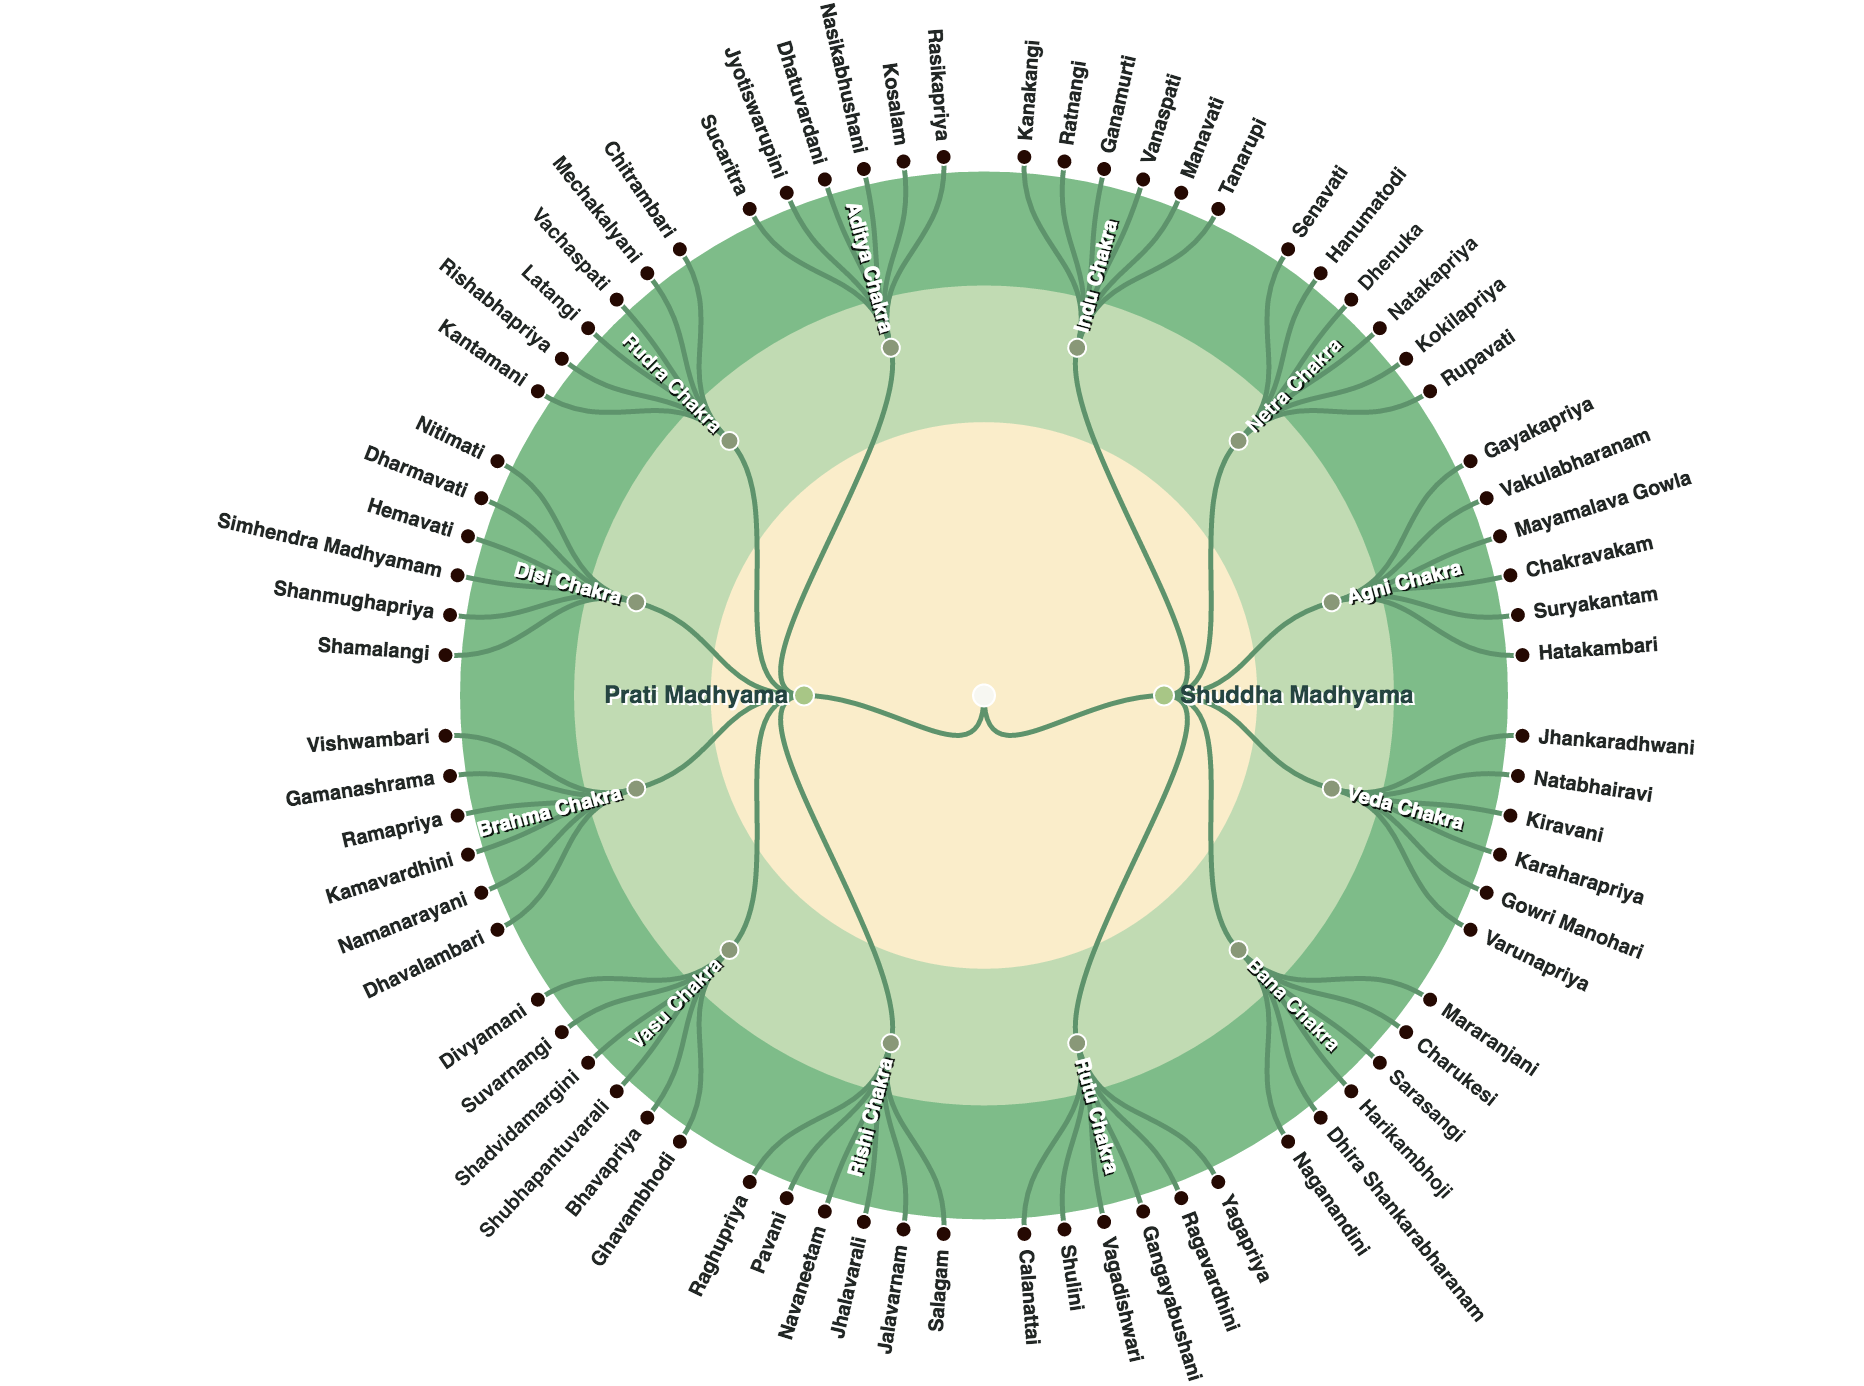 Shuddha Madhyama
Indu Chakra
Kanakangi
Ratnangi
Ganamurti
Vanaspati
Manavati
Tanarupi
Netra Chakra
Senavati
Hanumatodi
Dhenuka
Natakapriya
Kokilapriya
Rupavati
Agni Chakra
Gayakapriya
Vakulabharanam
Mayamalava Gowla
Chakravakam
Suryakantam
Hatakambari
Veda Chakra
Jhankaradhwani
Natabhairavi
Kiravani
Karaharapriya
Gowri Manohari
Varunapriya
Bana Chakra
Mararanjani
Charukesi
Sarasangi
Harikambhoji
Dhira Shankarabharanam
Naganandini
Rutu Chakra
Yagapriya
Ragavardhini
Gangayabushani
Vagadishwari
Shulini
Calanattai
Prati Madhyama
Rishi Chakra
Salagam
Jalavarnam
Jhalavarali
Navaneetam
Pavani
Raghupriya
Vasu Chakra
Ghavambhodi
Bhavapriya
Shubhapantuvarali
Shadvidamargini
Suvarnangi
Divyamani
Brahma Chakra
Dhavalambari
Namanarayani
Kamavardhini
Ramapriya
Gamanashrama
Vishwambari
Disi Chakra
Shamalangi
Shanmughapriya
Simhendra Madhyamam
Hemavati
Dharmavati
Nitimati
Rudra Chakra
Kantamani
Rishabhapriya
Latangi
Vachaspati
Mechakalyani
Chitrambari
Aditya Chakra
Sucaritra
Jyotiswarupini
Dhatuvardani
Nasikabhushani
Kosalam
Rasikapriya